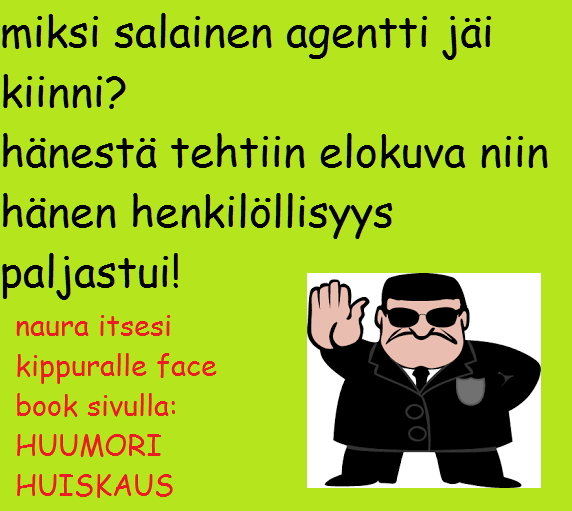 miksi salainen agentti jäi
kiinni?
hänestä tehtiin elokuva niin
hänen henkilöllisyys
paljastui!
naura itsesi
kippuralle face
book sivulla:
HUUMORI
HUISKAUS